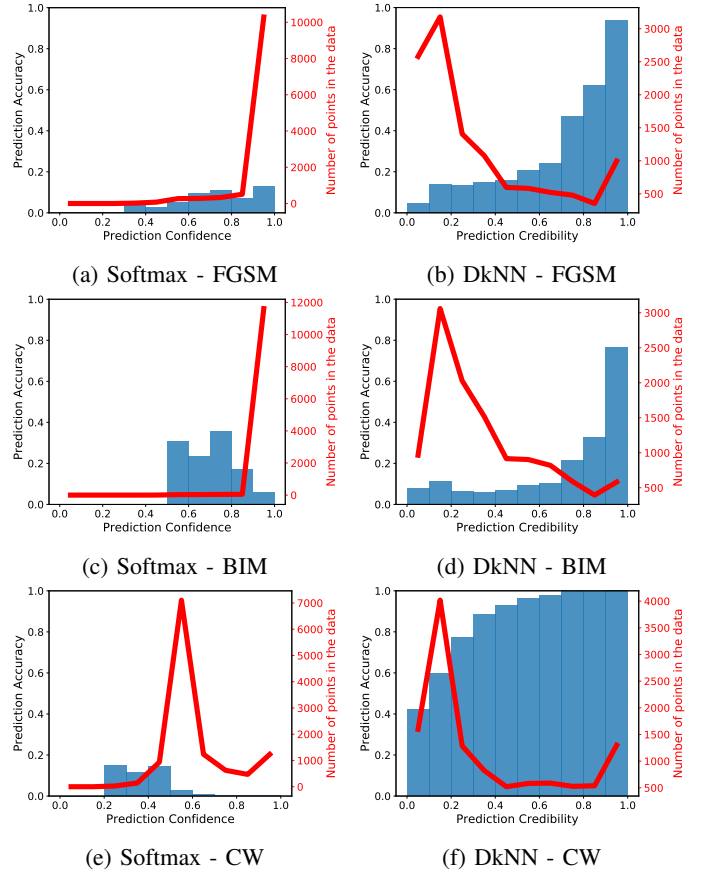 1.0
0.8
0.6
0.4
0.2
0.0
Prediction Accuracy
0.0 0.2 0.4 0.6 0.8 1.0
Prediction Confidence
10000
8000
6000
4000
2000
0
Number of points in the data
(a) Softmax - FGSM
1.0
0.8
0.6
0.4
0.2
0.0
Prediction Accuracy
0.0 0.2 0.4 0.6 0.8 1.0
Prediction Credibility
3000
2500
2000
1500
1000
500
Number of points in the data
(b) DkNN - FGSM
1.0
0.8
0.6
0.4
0.2
0.0
Prediction Accuracy
0.0 0.2 0.4 0.6 0.8 1.0
Prediction Confidence
12000
10000
8000
6000
4000
2000
0
Number of points in the data
(c) Softmax - BIM
1.0
0.8
0.6
0.4
0.2
0.0
Prediction Accuracy
0.0 0.2 0.4 0.6 0.8 1.0
Prediction Credibility
3000
2500
2000
1500
1000
500
Number of points in the data
(d) DkNN - BIM
1.0
0.8
0.6
0.4
0.2
0.0
Prediction Accuracy
0.0 0.2 0.4 0.6 0.8 1.0
Prediction Confidence
7000
6000
5000
4000
3000
2000
1000
0
Number of points in the data
(e) Softmax - CW
1.0
0.8
0.6
0.4
0.2
0.0
Prediction Accuracy
0.0 0.2 0.4 0.6 0.8 1.0
Prediction Credibility
4000
3500
3000
2500
2000
1500
1000
500
Number of points in the data
(f) DkNN - CW